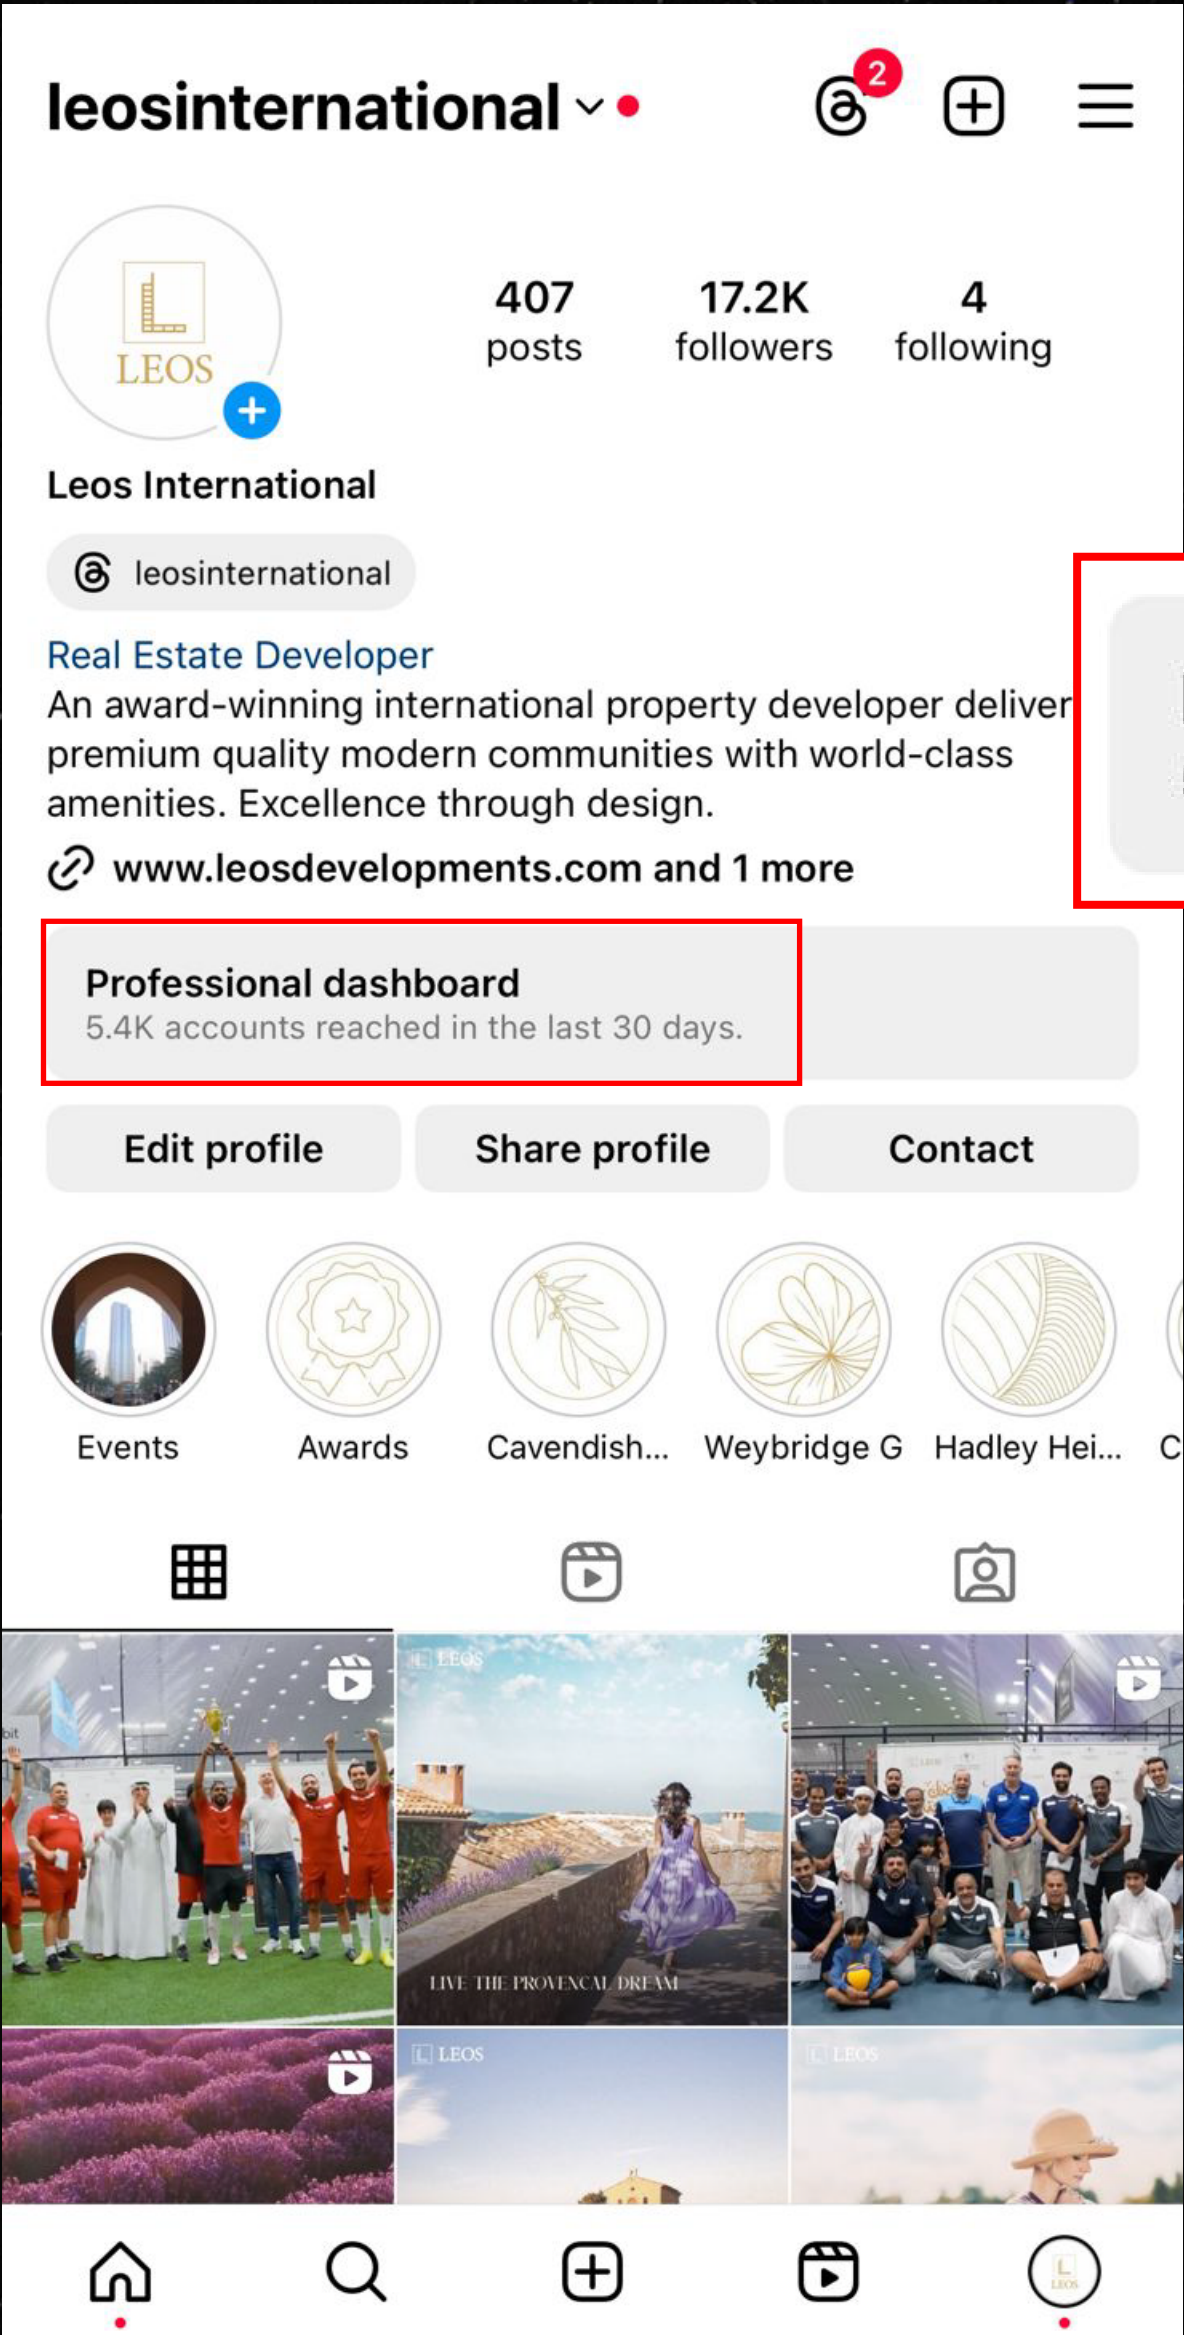 leosinternational
2
LEOS
407
posts
17.2K
followers
4
following
Leos International
leosinternational
Real Estate Developer
An award-winning international property developer deliver
premium quality modern communities with world-class
amenities. Excellence through design.
www.leosdevelopments.com and 1 more
Professional dashboard
5.4K accounts reached in the last 30 days.
Edit profile
Share profile
Contact
Events
Awards
Cavendish...
Weybridge G
Hadley Hei...
C
bit
LEOS
LIVE THE PROVENCAL DREAM
LEOS
LEOS
LEOS